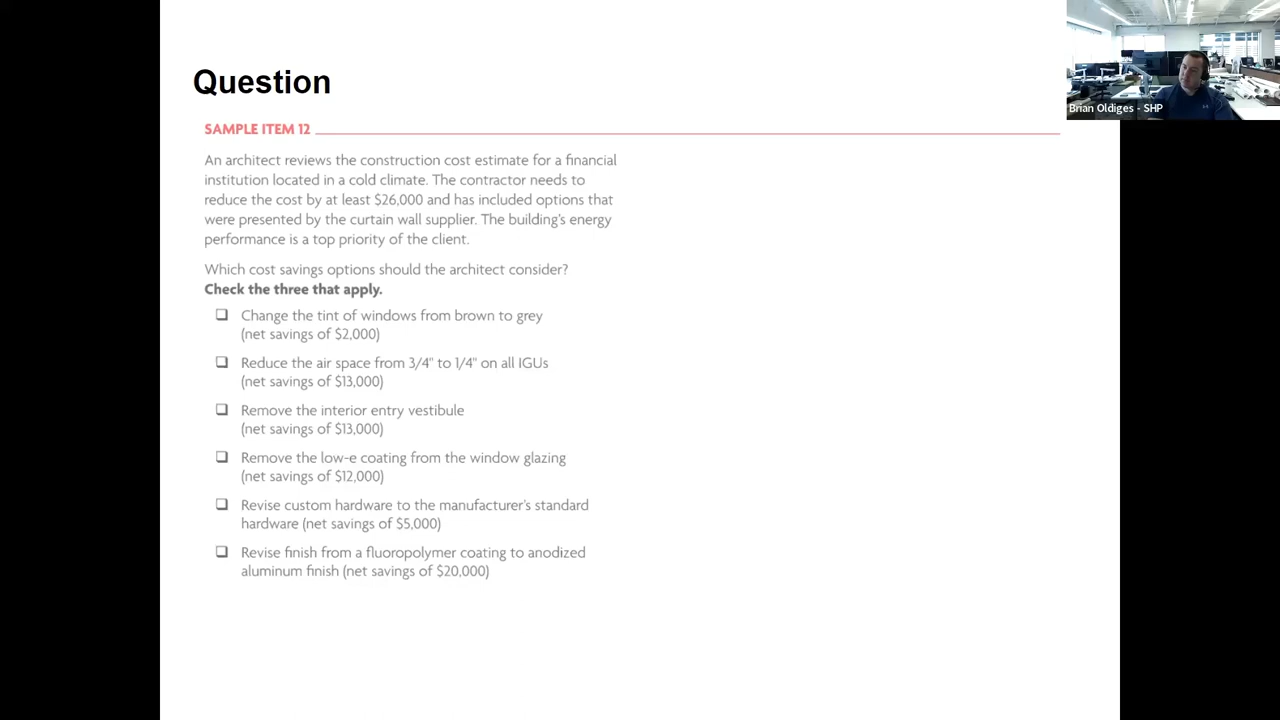 Question
SAMPLE ITEM 12
An architect reviews the construction cost estimate for a financial
institution located in a cold climate. The contractor needs to
reduce the cost by at least $26,000 and has included options that
were presented by the curtain wall supplier. The building's energy
performance is a top priority of the client.
Which cost savings options should the architect consider?
Check the three that apply.
Change the tint of windows from brown to grey
(net savings of $2,000)
Reduce the air space from 3/4" to 1/4" on all IGUs
(net savings of $13,000)
Remove the interior entry vestibule
(net savings of $13,000)
Remove the low-e coating from the window glazing
(net savings of $12,000)
Revise custom hardware to the manufacturer's standard
hardware (net savings of $5,000)
Revise finish from a fluoropolymer coating to anodized
aluminum finish (net savings of $20,000)
Brian Oldiges - SHP